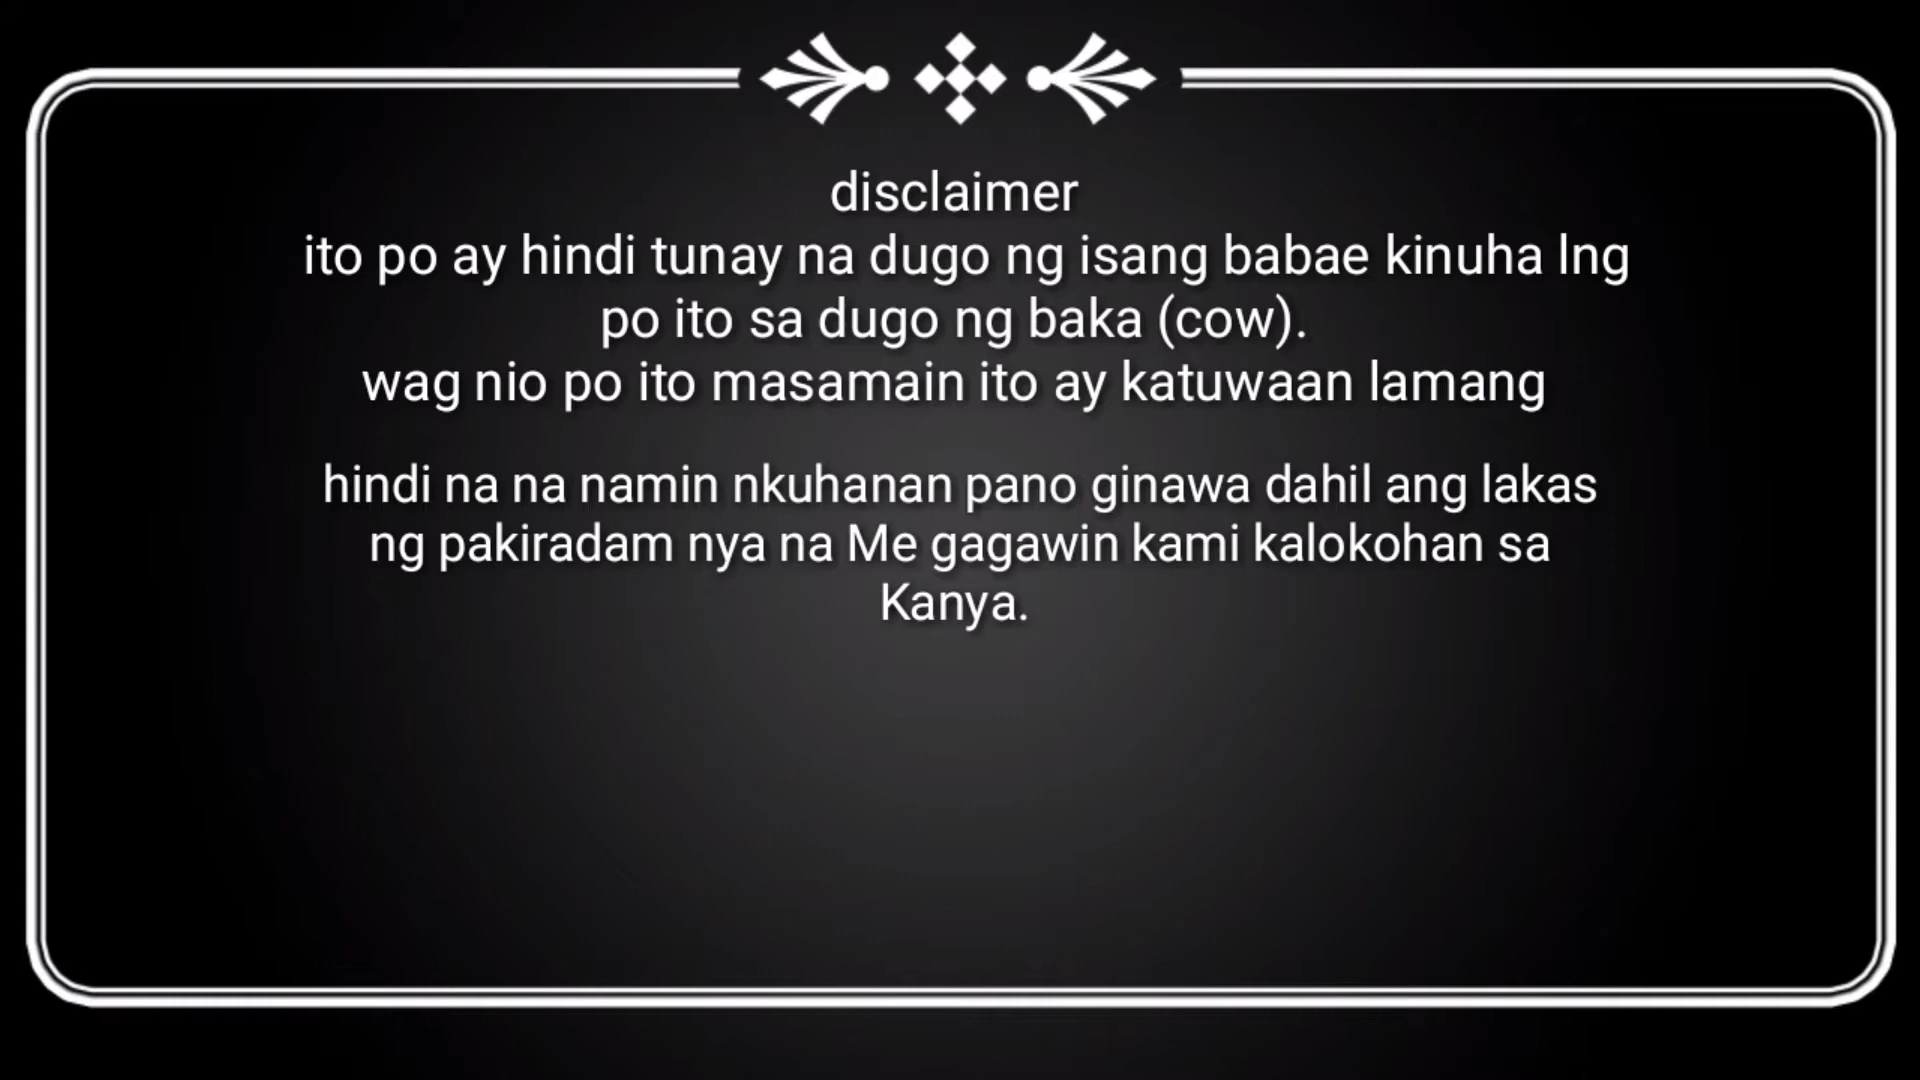 disclaimer
ito po ay hindi tunay na dugo ng isang babae kinuha lng
po ito sa dugo ng baka (cow).
wag nio po ito masamain ito ay katuwaan lamang
hindi na na namin nkuhanan pano ginawa dahil ang lakas
ng pakiradam nya na Me gagawin kami kalokohan sa
Kanya.